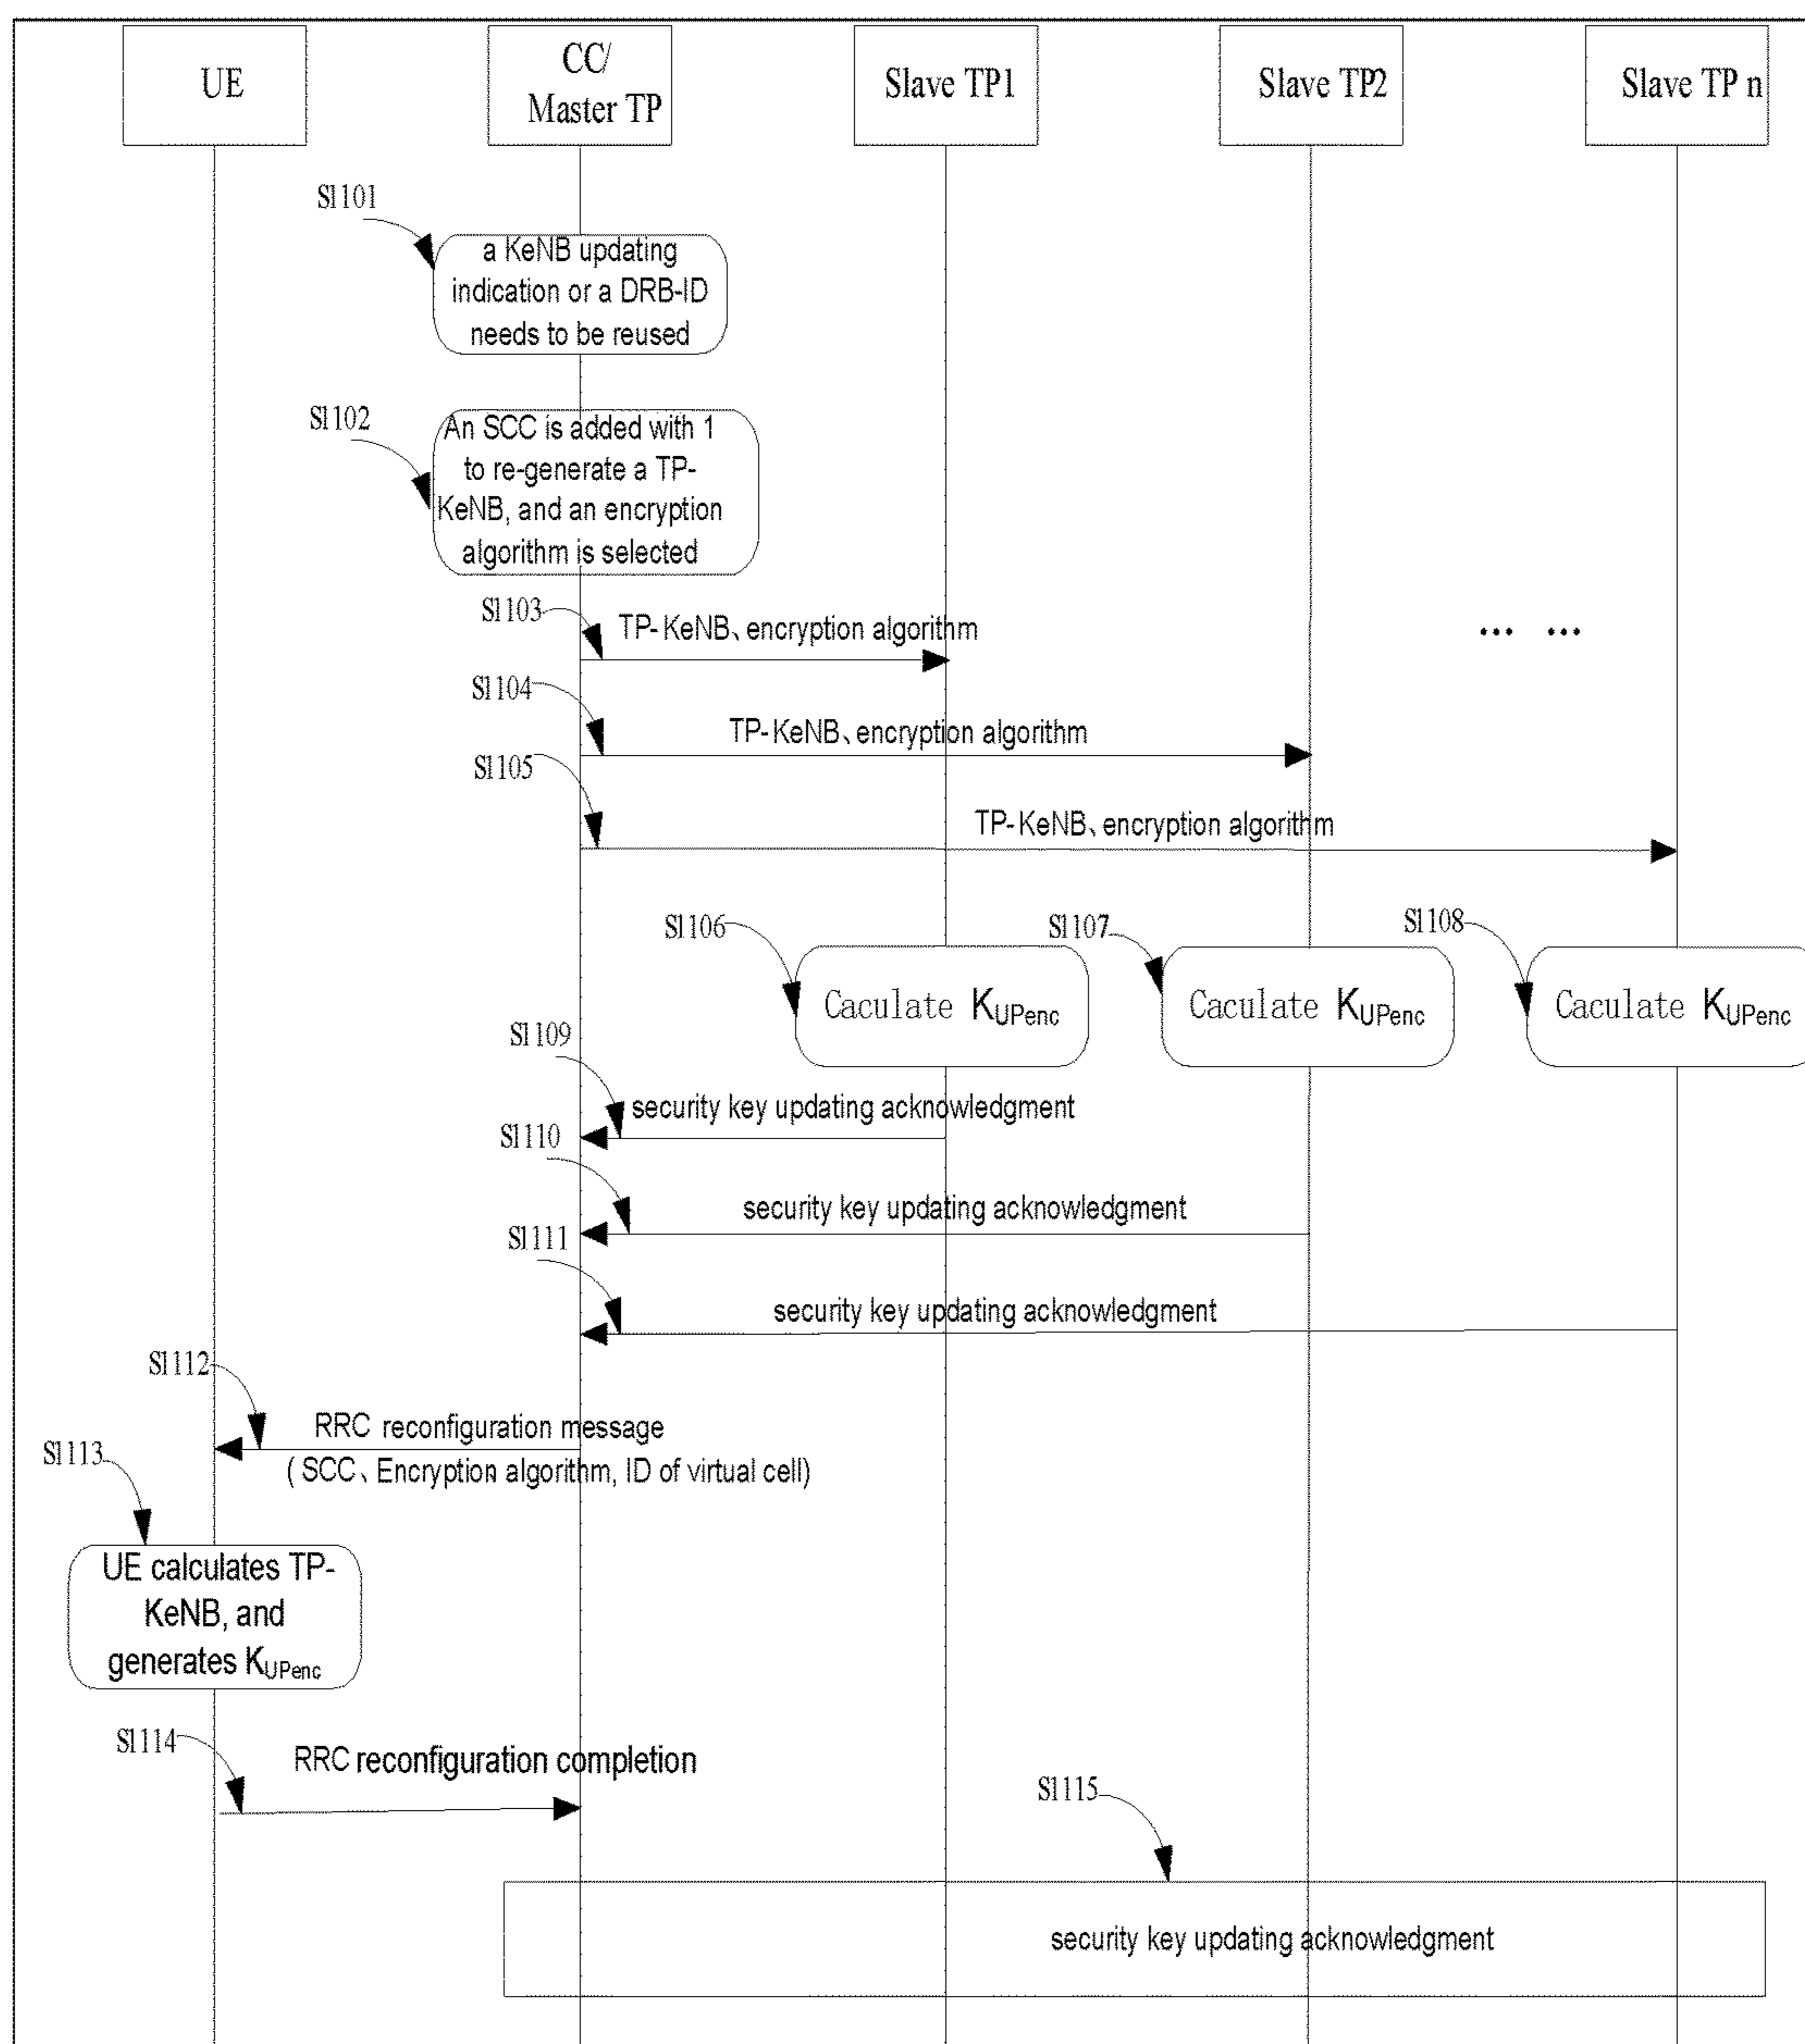 UE
CC/
Master TP
Slave TP1
Slave TP2
Slave TP n
S1101
a KeNB updating
indication or a DRB-ID
needs to be reused
S1102
An SCC is added with 1
to re-generate a TP-
KeNB, and an encryption
algorithm is selected
S1103
TP-KeNB、encryption algorithm
... ...
S1104
TP-KeNB、encryption algorithm
S1105
TP-KeNB、encryption algorithm
S1106
S1107
S1108
Caculate KUPenc
Caculate KUPenc
Caculate KUPenc
S1109
security key updating acknowledgment
S1110
security key updating acknowledgment
S1111
security key updating acknowledgment
S1112
RRC reconfiguration message
( SCC、Encryption algorithm, ID of virtual cell)
S1113
UE calculates TP-
KeNB, and
generates KUPenc
S1114
RRC reconfiguration completion
S1115
security key updating acknowledgment